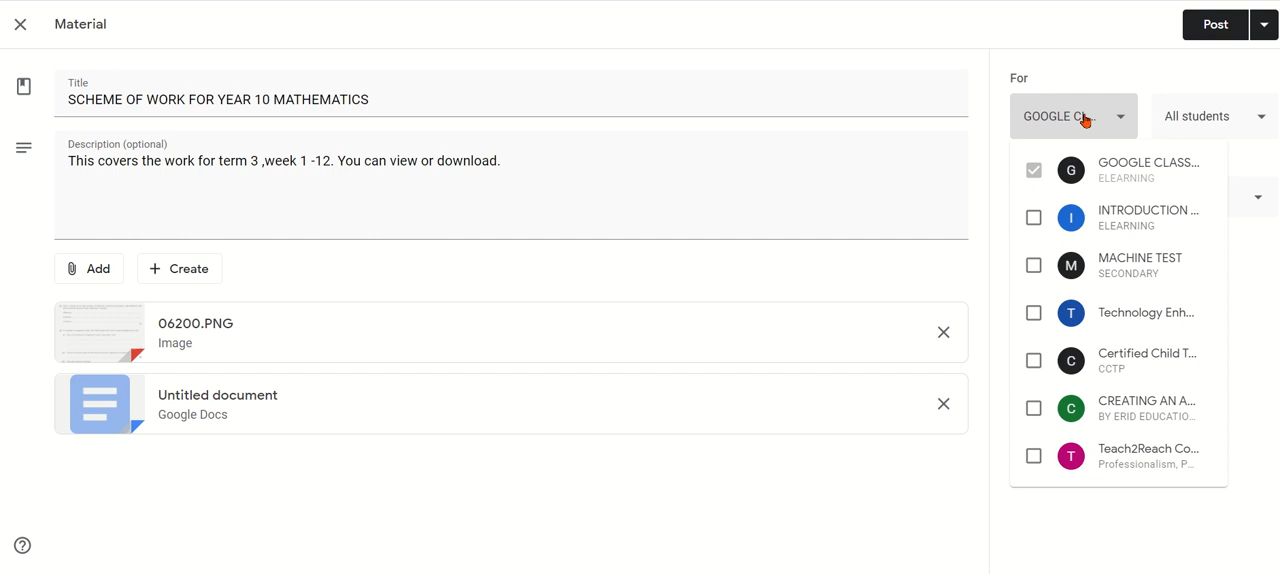 Material
Post
Title
SCHEME OF WORK FOR YEAR 10 MATHEMATICS
Description (optional)
This covers the work for term 3 ,week 1 -12. You can view or download.
Add
Create
06200.PNG
Image
Untitled document
Google Docs
For
GOOGLE CL...
All students
G
GOOGLE CLASS...
ELEARNING
I
INTRODUCTION ...
ELEARNING
M
MACHINE TEST
SECONDARY
T
Technology Enh...
C
Certified Child T...
CCTP
C
CREATING AN A...
BY ERID EDUCATIO...
T
Teach2Reach Co...
Professionalism, P...